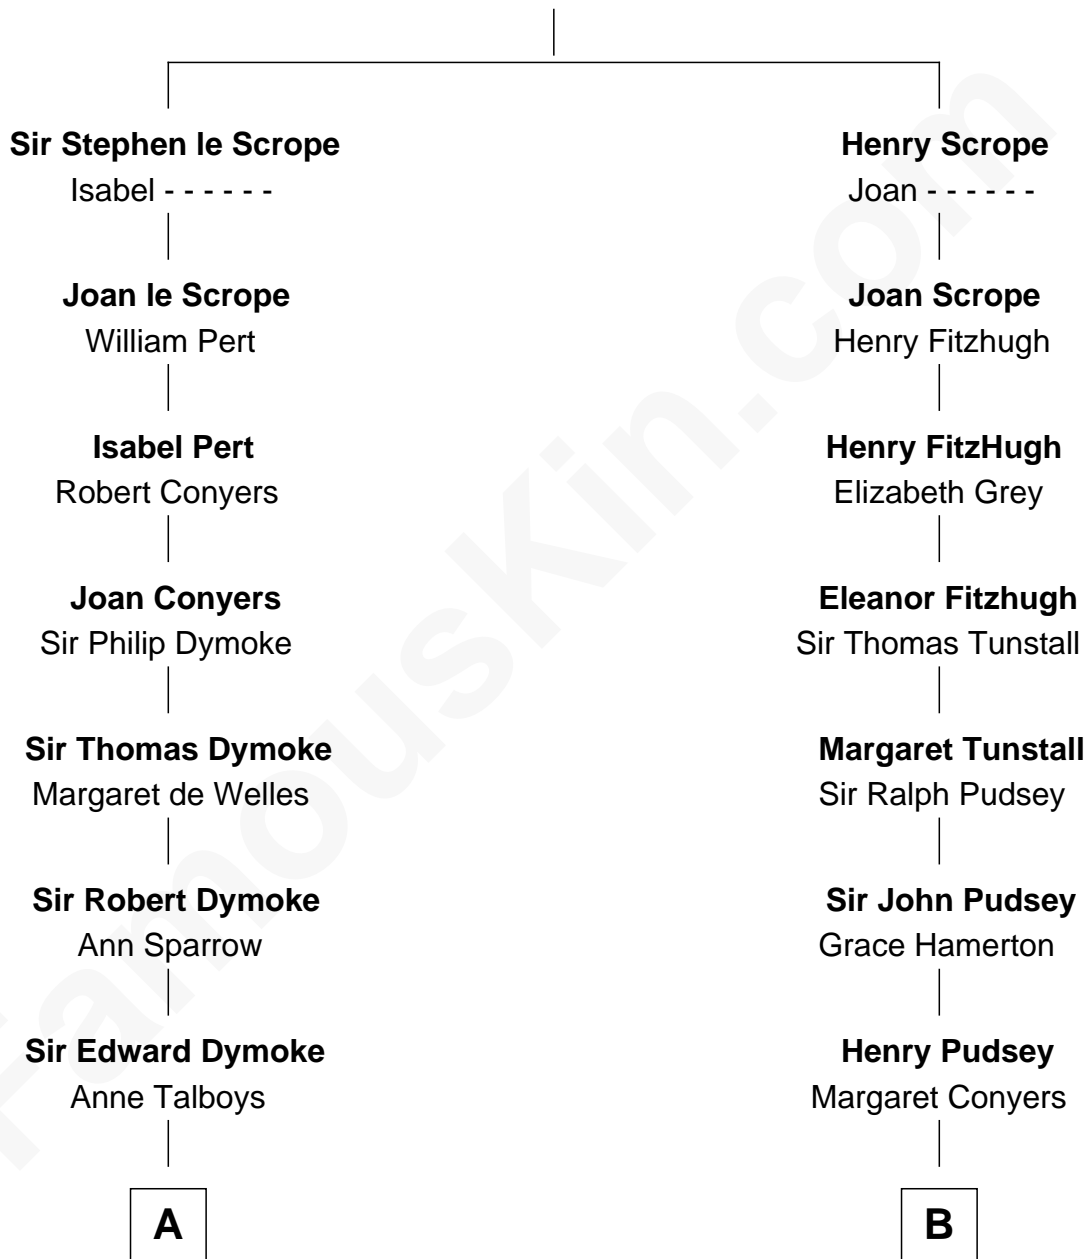 Sir Stephen le Scrope
Isabel - - - - - -
Joan le Scrope
William Pert
Isabel Pert
Robert Conyers
Joan Conyers
Sir Philip Dymoke
Sir Thomas Dymoke
Margaret de Welles
Sir Robert Dymoke
Ann Sparrow
Sir Edward Dymoke
Anne Talboys
A
Henry Scrope
Joan - - - - - -
Joan Scrope
Henry Fitzhugh
Henry FitzHugh
Elizabeth Grey
Eleanor Fitzhugh
Sir Thomas Tunstall
Margaret Tunstall
Sir Ralph Pudsey
Sir John Pudsey
Grace Hamerton
Henry Pudsey
Margaret Conyers
B
FamousKin.com